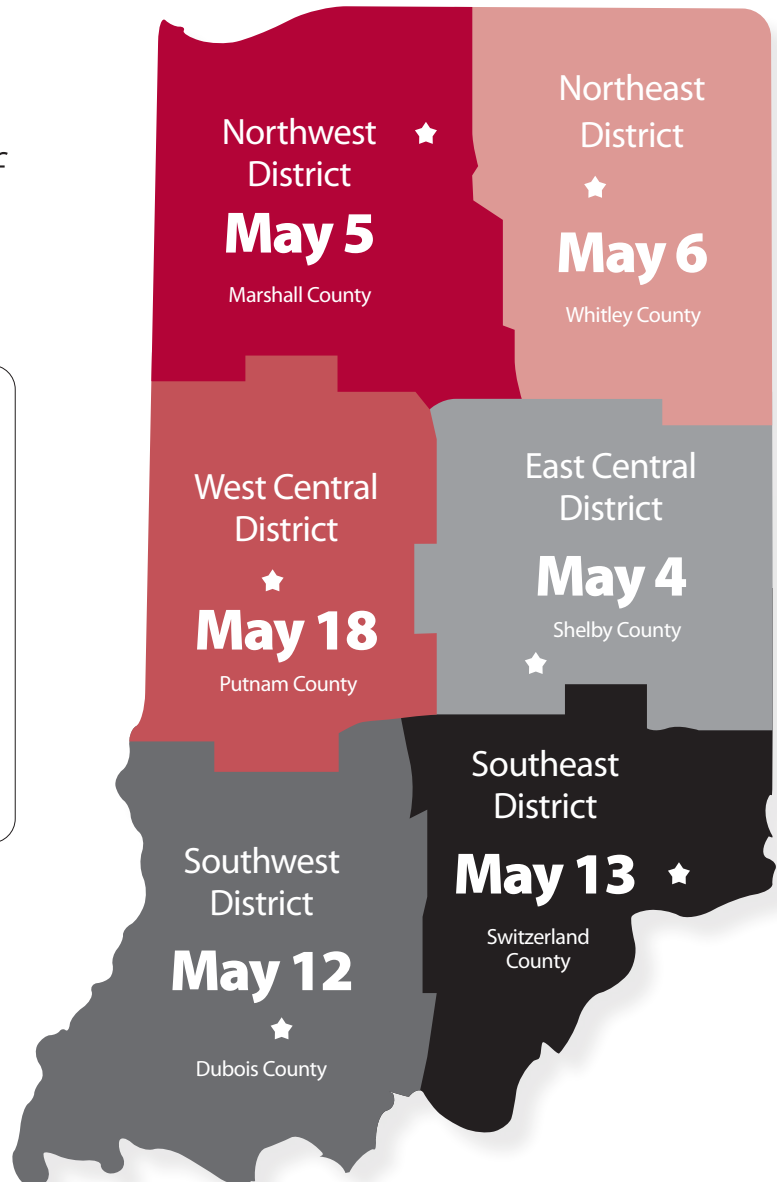 Northwest
District
May 5
Marshall County
Northeast
District
May 6
Whitley County
West Central
District
May 18
Putnam County
East Central
District
May 4
Shelby County
Southwest
District
May 12
Dubois County
Southeast
District
May 13
Switzerland
County